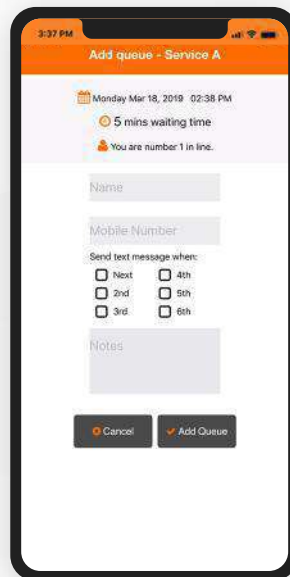 3:37 PM
Add queue - Service A
Monday Mar 18, 2019 02:38 PM
5 mins waiting time
You are number 1 in line.
Name
Mobile Number
Send text message when:
Next 4th
2nd 5th
3rd 6th
Notes
Cancel Add Queue